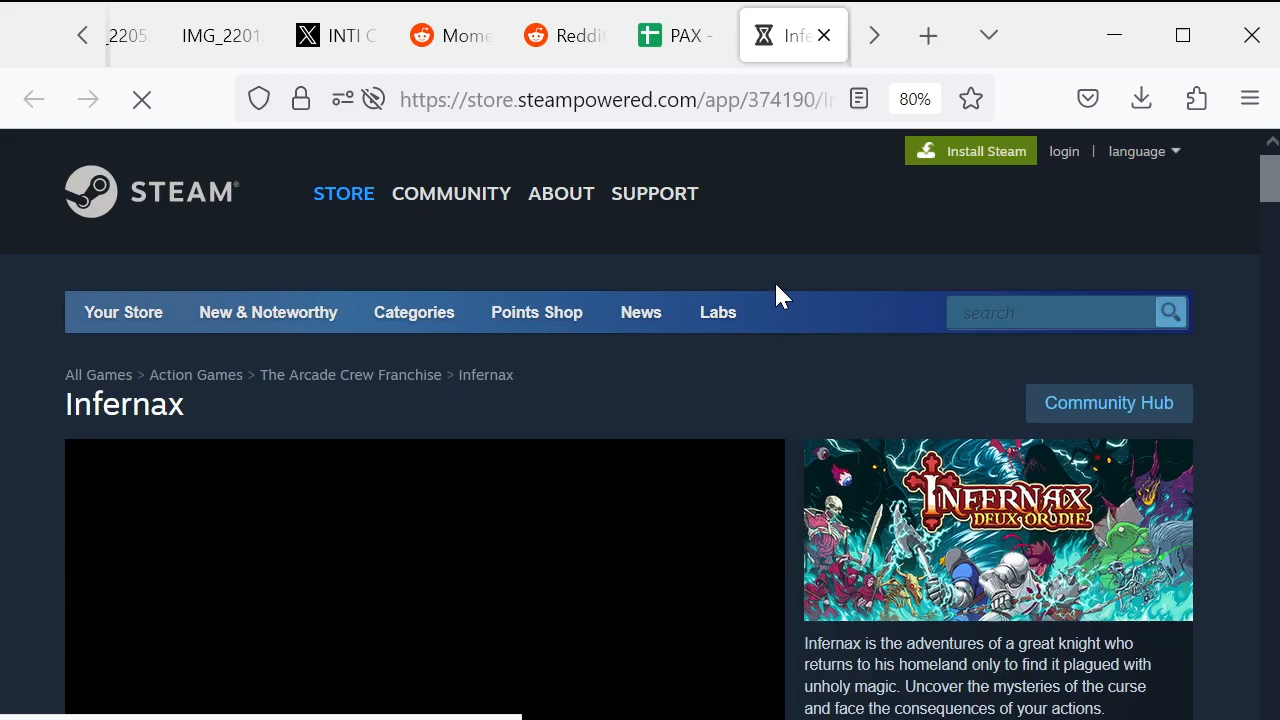 _2205
IMG_2201
INTI C
Mome
Reddit
PAX -
Infe
https://store.steampowered.com/app/374190/I
80%
Install Steam
login | language
STEAM®
STORE COMMUNITY ABOUT SUPPORT
Your Store New & Noteworthy Categories Points Shop News Labs
search
All Games > Action Games > The Arcade Crew Franchise > Infernax
Infernax
Community Hub
INFERNAX
DEUX OR DIE
Infernax is the adventures of a great knight who
returns to his homeland only to find it plagued with
unholy magic. Uncover the mysteries of the curse
and face the consequences of your actions.